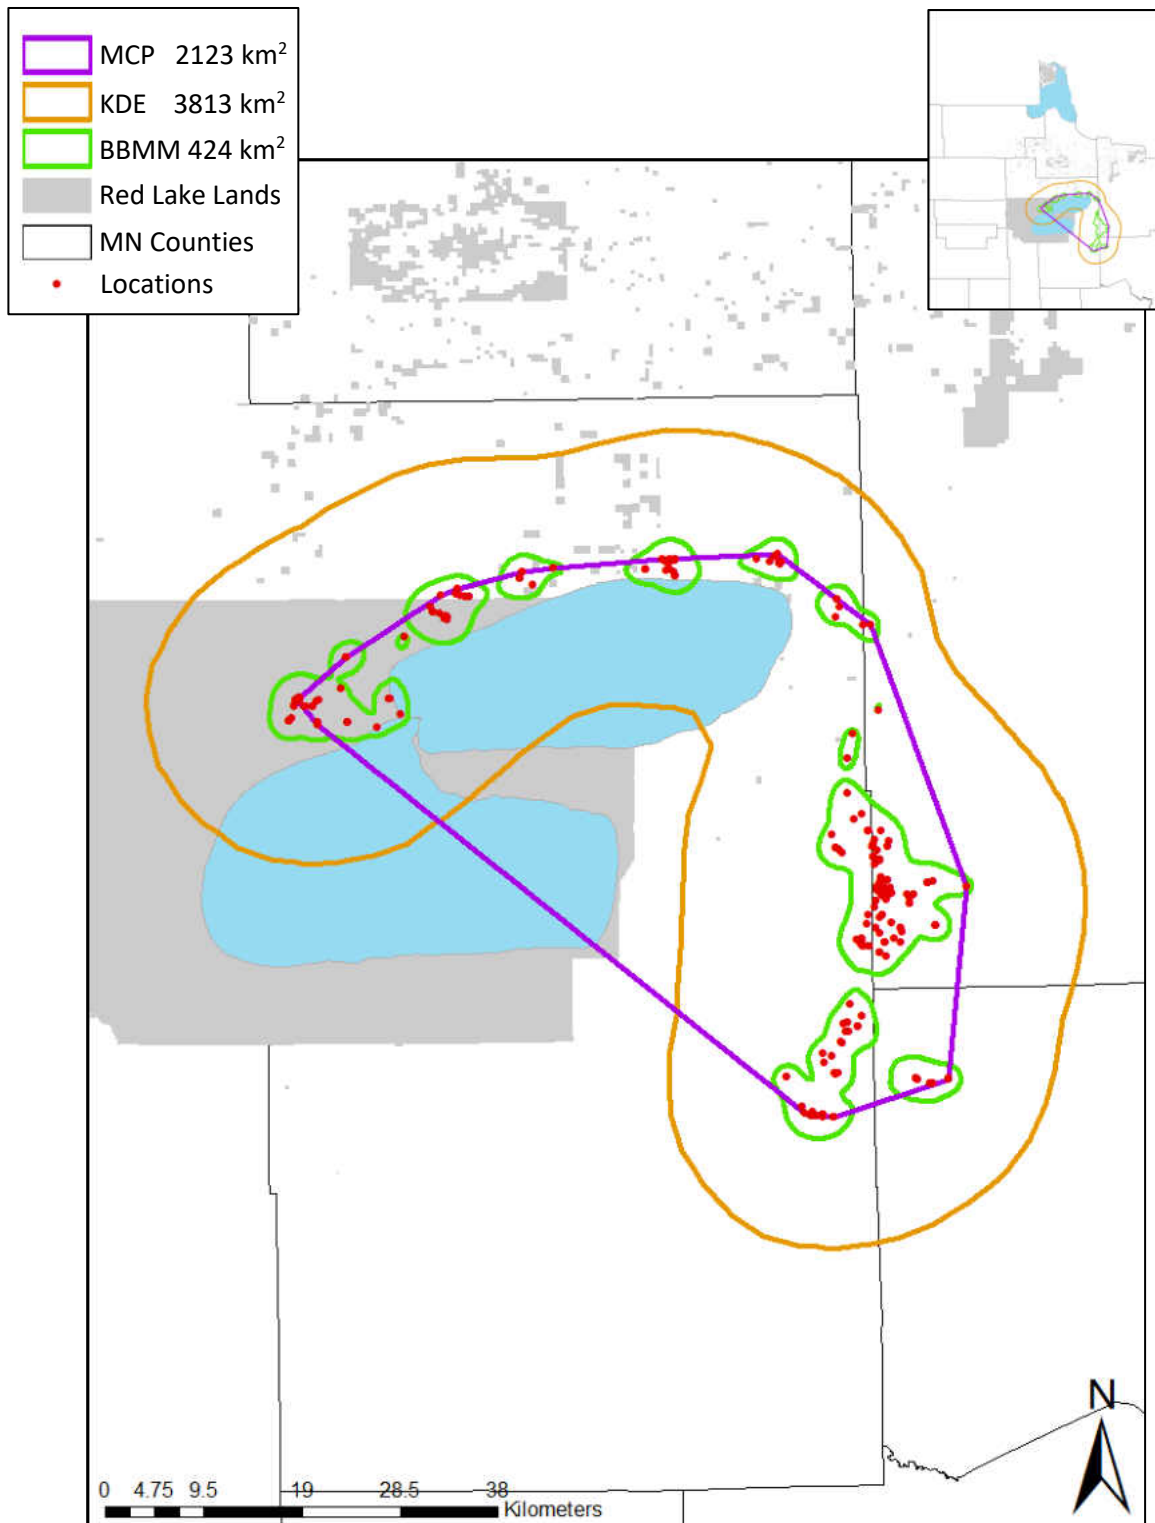 MCP 2123 km²
KDE 3813 km²
BBMM 424 km²
Red Lake Lands
MN Counties
Locations
N
0 4.75 9.5 19 28.5 38
Kilometers